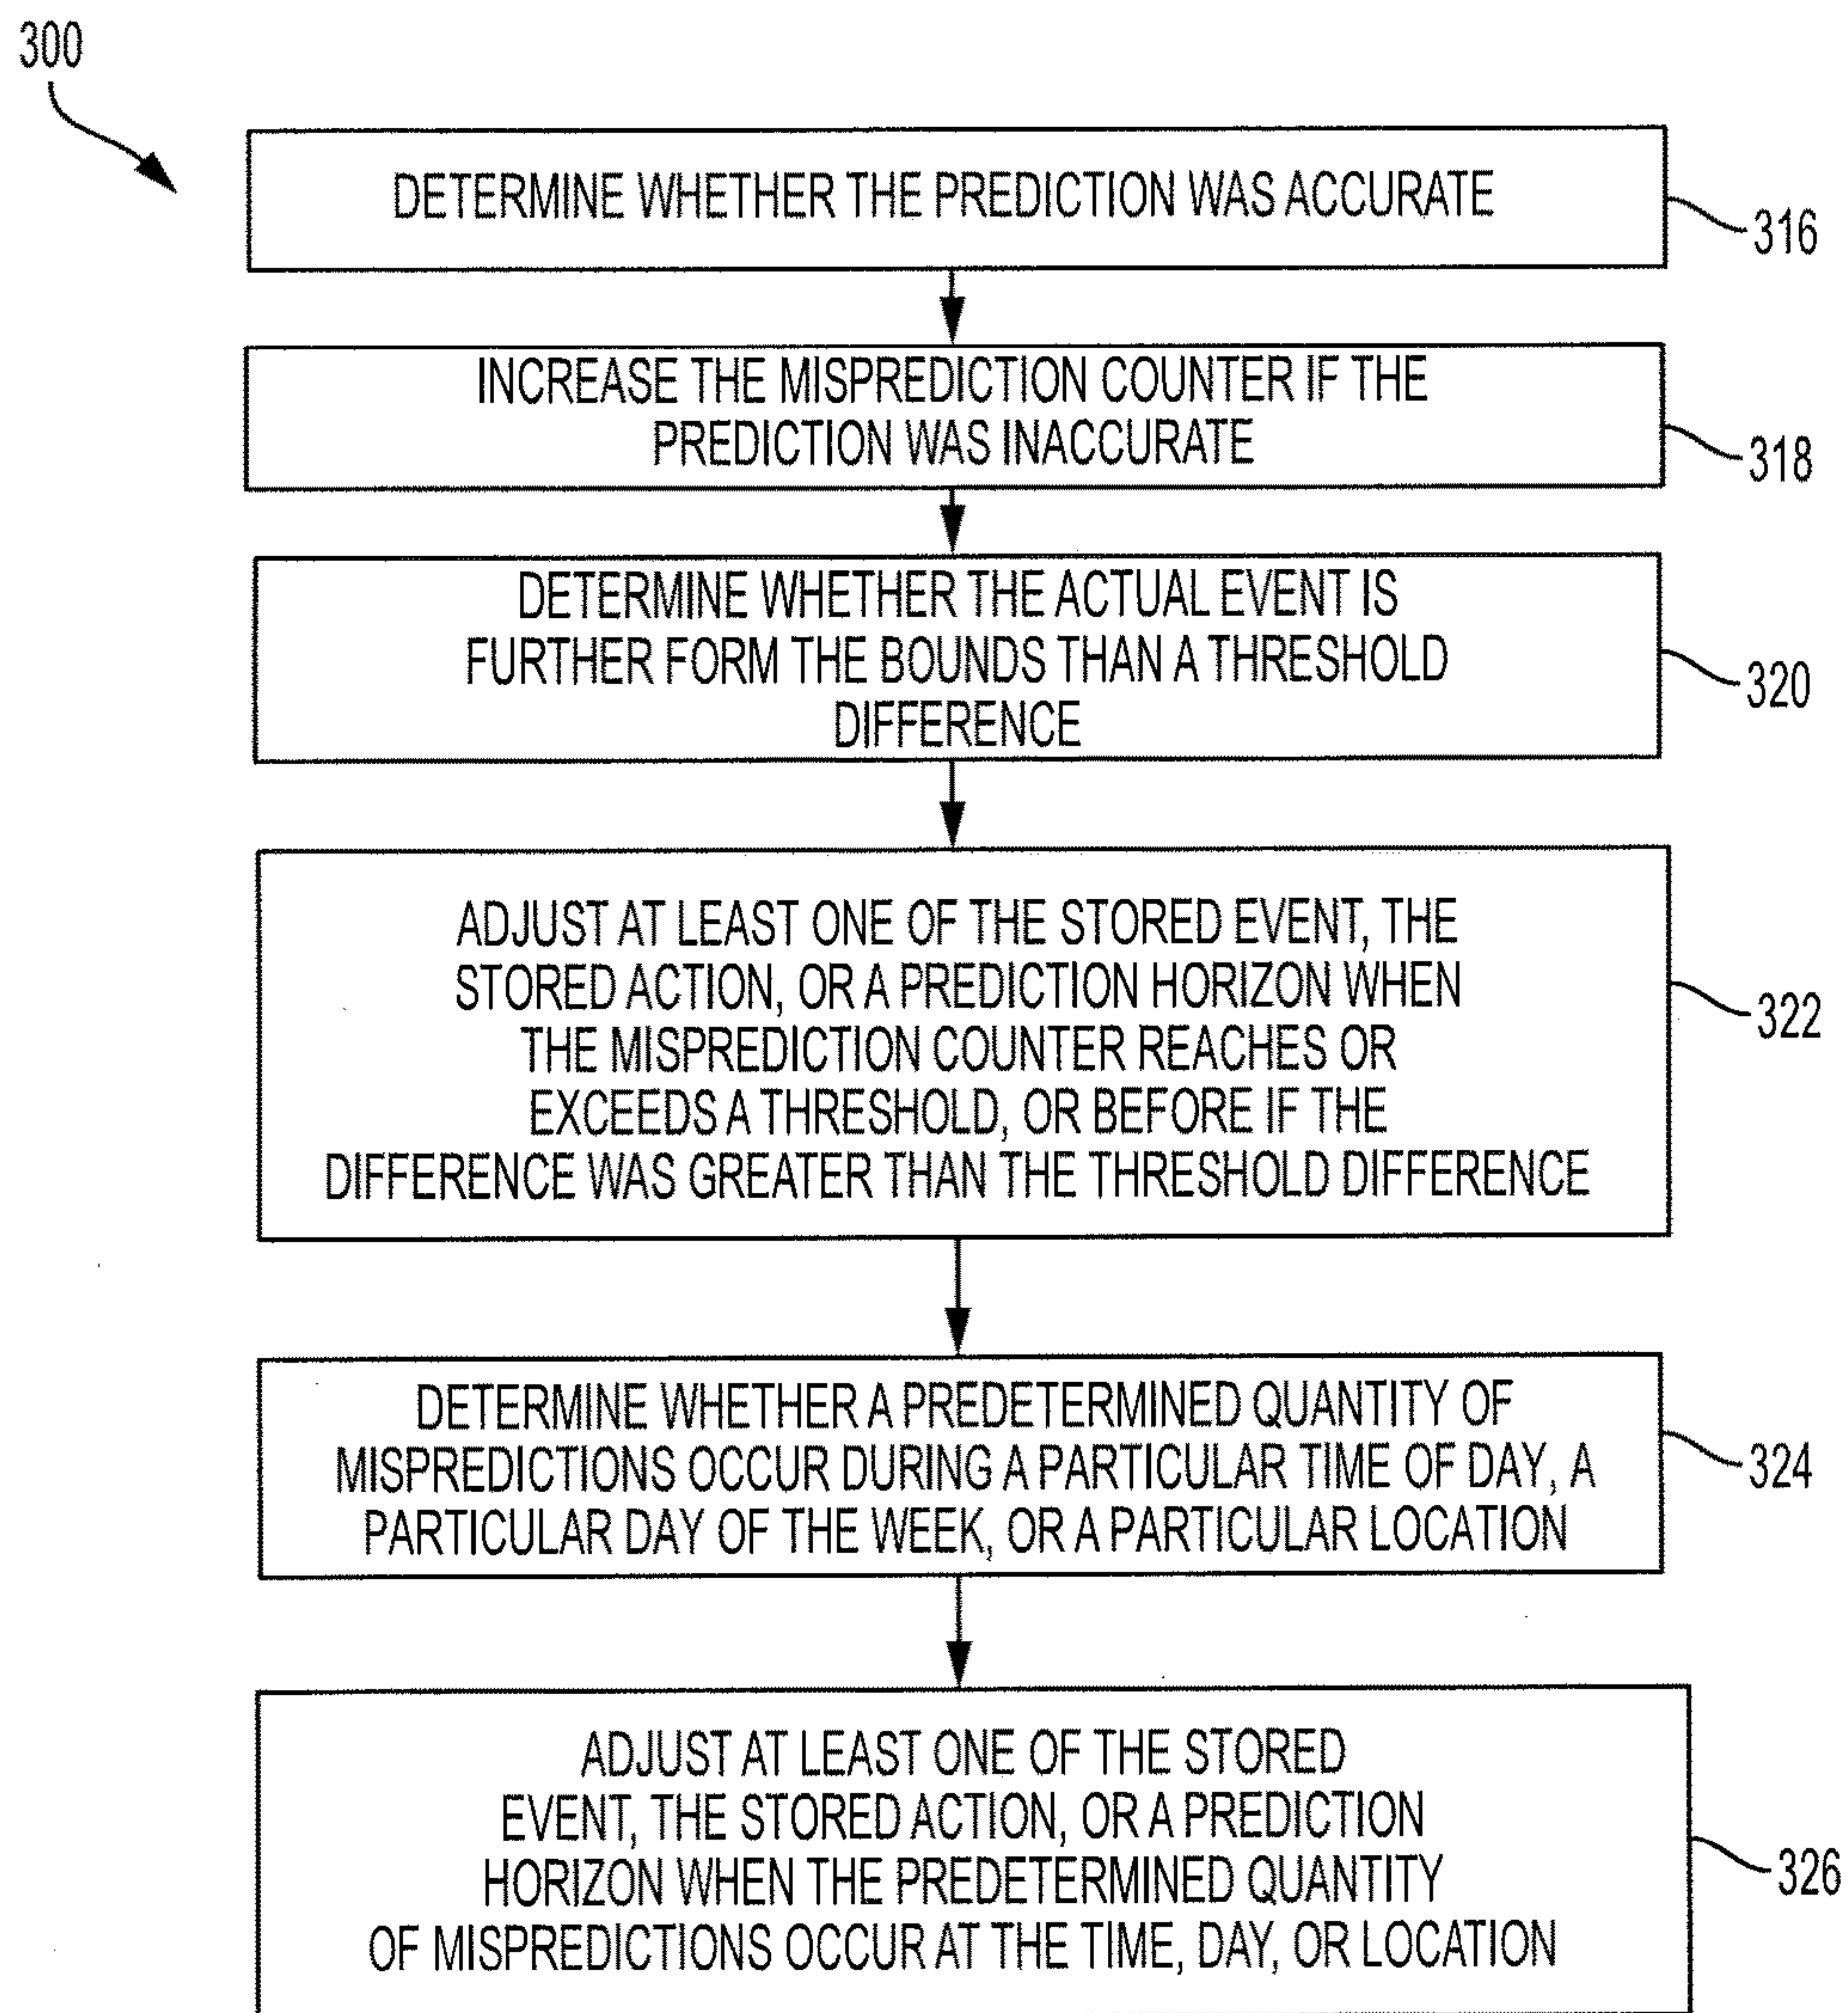 300
DETERMINE WHETHER THE PREDICTION WAS ACCURATE
316
INCREASE THE MISPREDICTION COUNTER IF THE
PREDICTION WAS INACCURATE
318
DETERMINE WHETHER THE ACTUAL EVENT IS
FURTHER FORM THE BOUNDS THAN A THRESHOLD
DIFFERENCE
320
ADJUST AT LEAST ONE OF THE STORED EVENT, THE
STORED ACTION, OR A PREDICTION HORIZON WHEN
THE MISPREDICTION COUNTER REACHES OR
EXCEEDS A THRESHOLD, OR BEFORE IF THE
DIFFERENCE WAS GREATER THAN THE THRESHOLD DIFFERENCE
322
DETERMINE WHETHER A PREDETERMINED QUANTITY OF
MISPREDICTIONS OCCUR DURING A PARTICULAR TIME OF DAY, A
PARTICULAR DAY OF THE WEEK, OR A PARTICULAR LOCATION
324
ADJUST AT LEAST ONE OF THE STORED
EVENT, THE STORED ACTION, OR A PREDICTION
HORIZON WHEN THE PREDETERMINED QUANTITY
OF MISPREDICTIONS OCCUR AT THE TIME, DAY, OR LOCATION
326